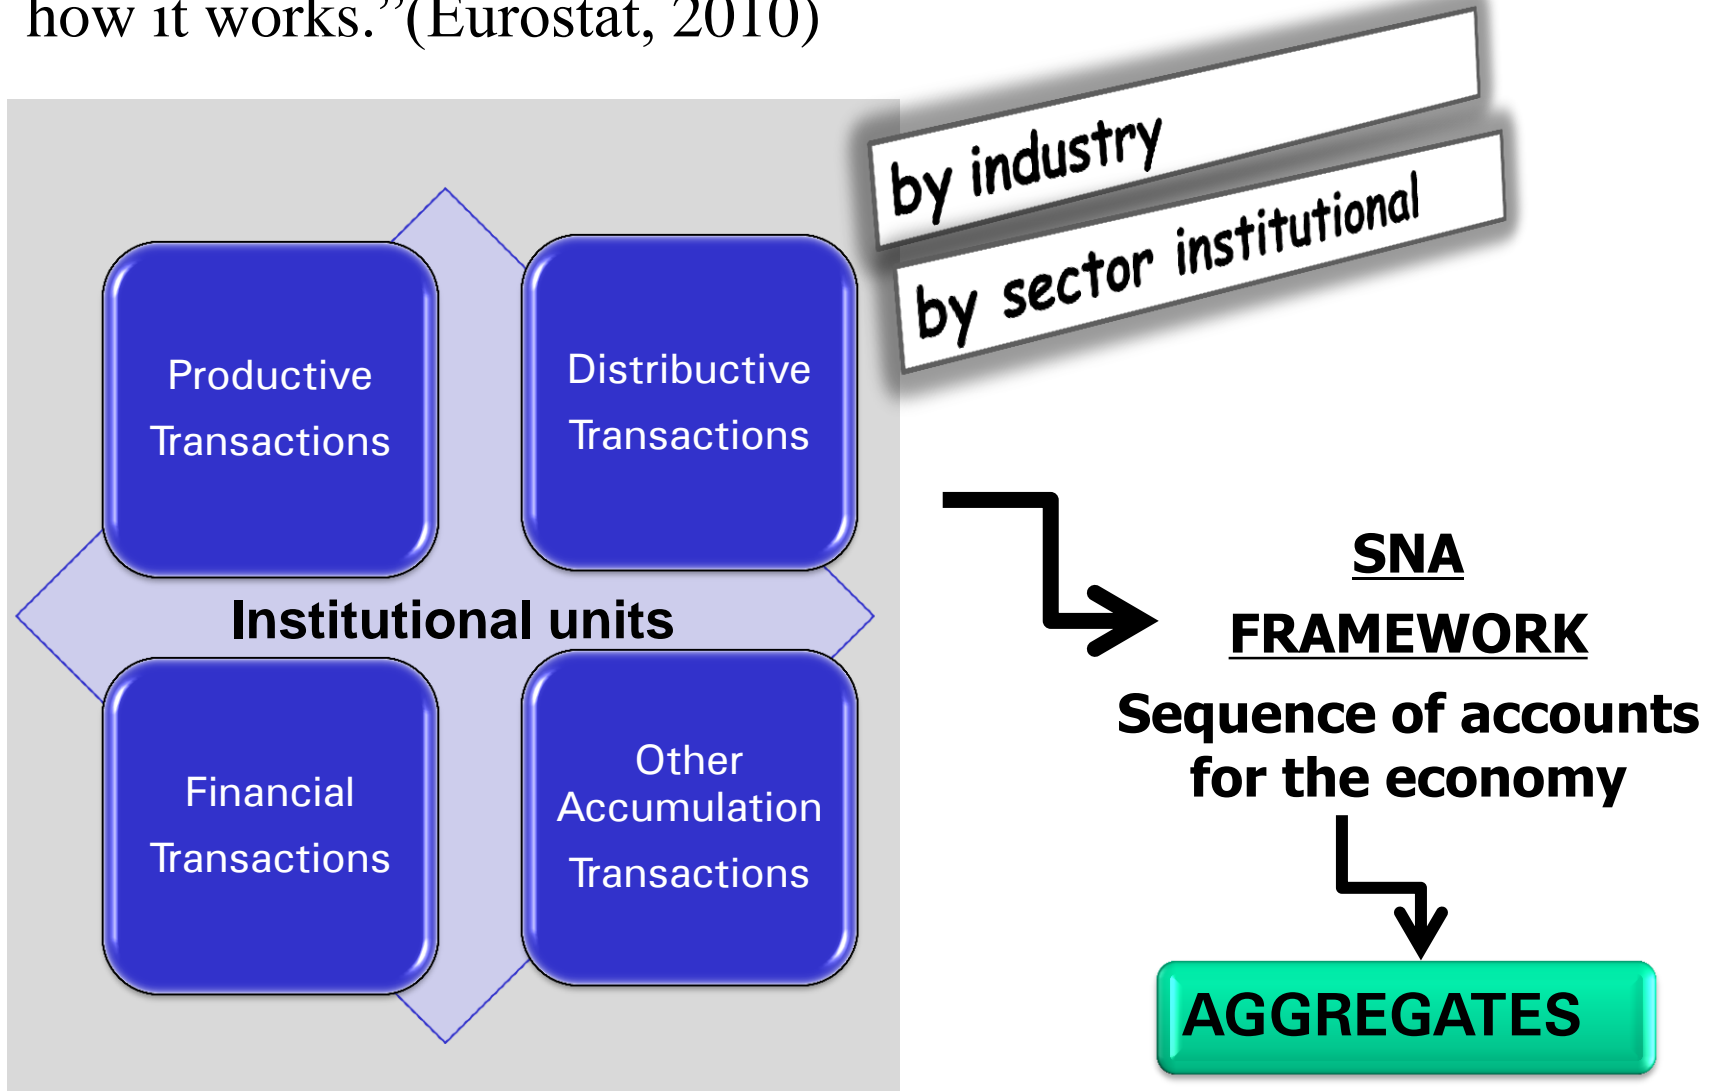 how it works.”(Eurostat, 2010)
by industry
by sector institutional
Productive
Transactions
Distribuctive
Transactions
Institutional units
Financial
Transactions
Other
Accumulation
Transactions
SNA
FRAMEWORK
Sequence of accounts
for the economy
AGGREGATES